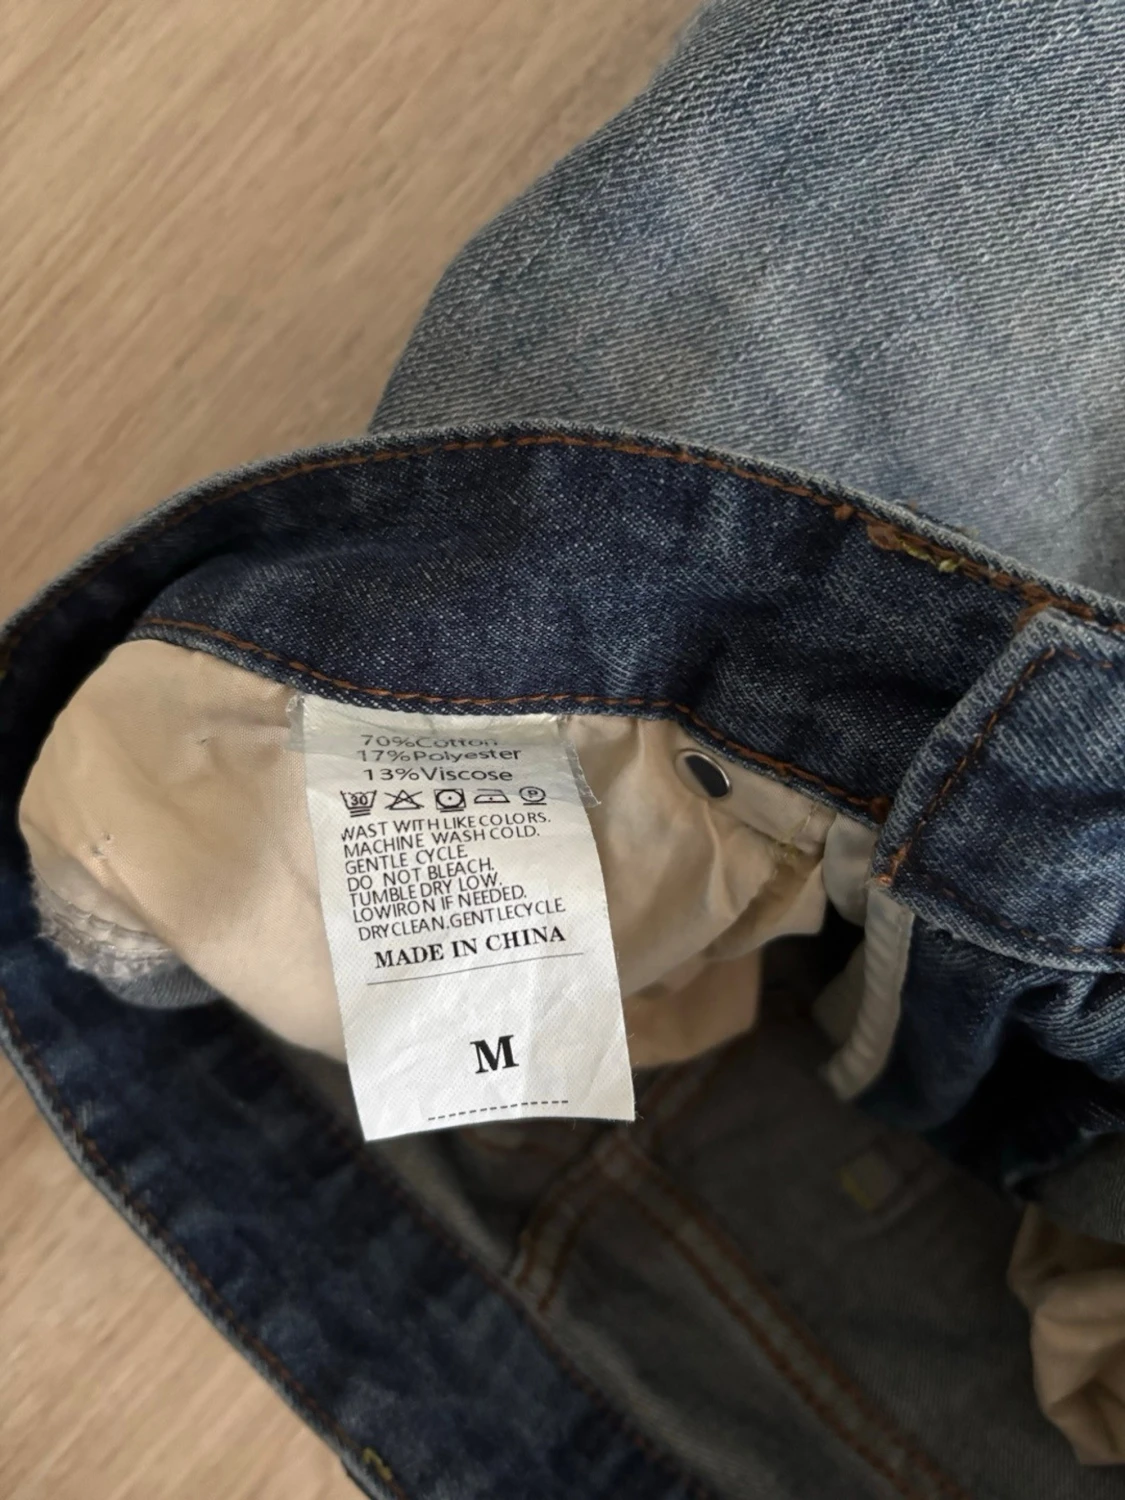 70%Cotton
17%Polyester
13%Viscose
30 P
WAST WITH LIKE COLORS.
MACHINE WASH COLD.
GENTLE CYCLE
DO NOT BLEACH,
TUMBLE DRY LOW,
LOWIRON IF NEEDED.
DRYCLEAN.GENTLECYCLE
MADE IN CHINA
M